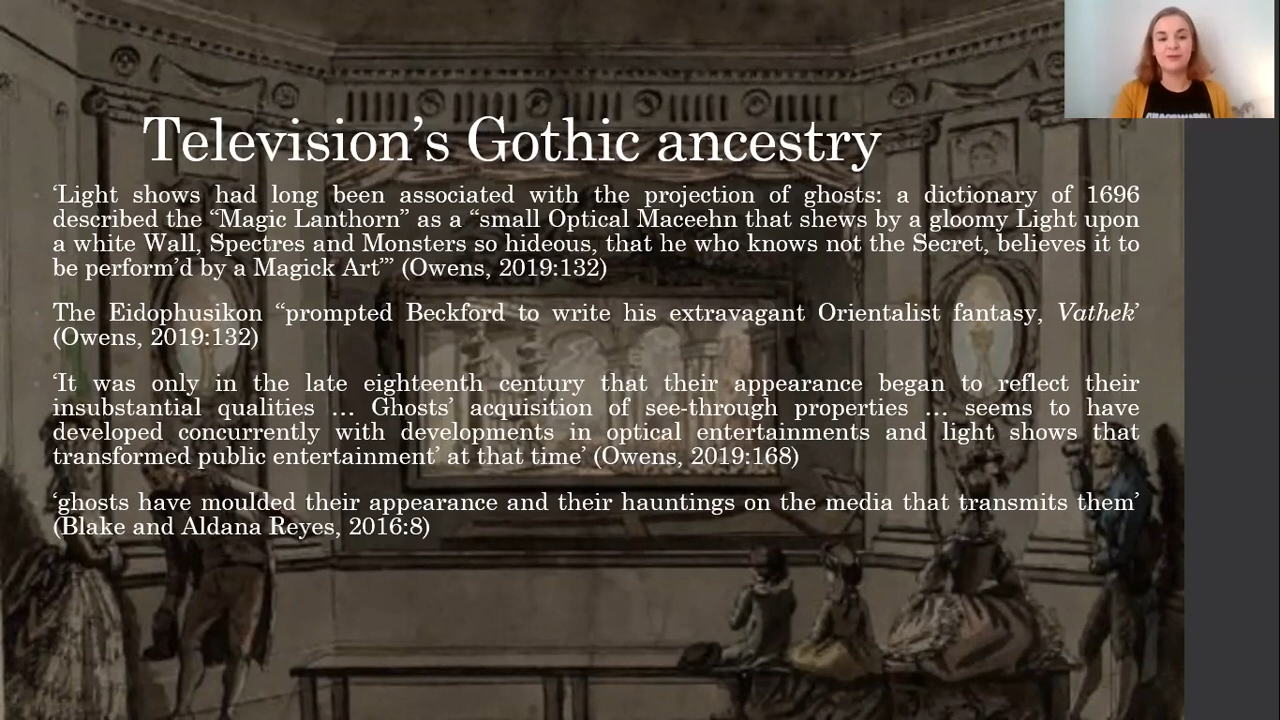 Television’s Gothic ancestry
‘Light shows had long been associated with the projection of ghosts: a dictionary of 1696
described the “Magic Lanthorn” as a “small Optical Maceehn that shews by a gloomy Light upon
a white Wall, Spectres and Monsters so hideous, that he who knows not the Secret, believes it to
be perform’d by a Magick Art”’ (Owens, 2019:132)
The Eidophusikon “prompted Beckford to write his extravagant Orientalist fantasy, Vathek’
(Owens, 2019:132)
‘It was only in the late eighteenth century that their appearance began to reflect their
insubstantial qualities … Ghosts’ acquisition of see-through properties … seems to have
developed concurrently with developments in optical entertainments and light shows that
transformed public entertainment’ at that time’ (Owens, 2019:168)
‘ghosts have moulded their appearance and their hauntings on the media that transmits them’
(Blake and Aldana Reyes, 2016:8)